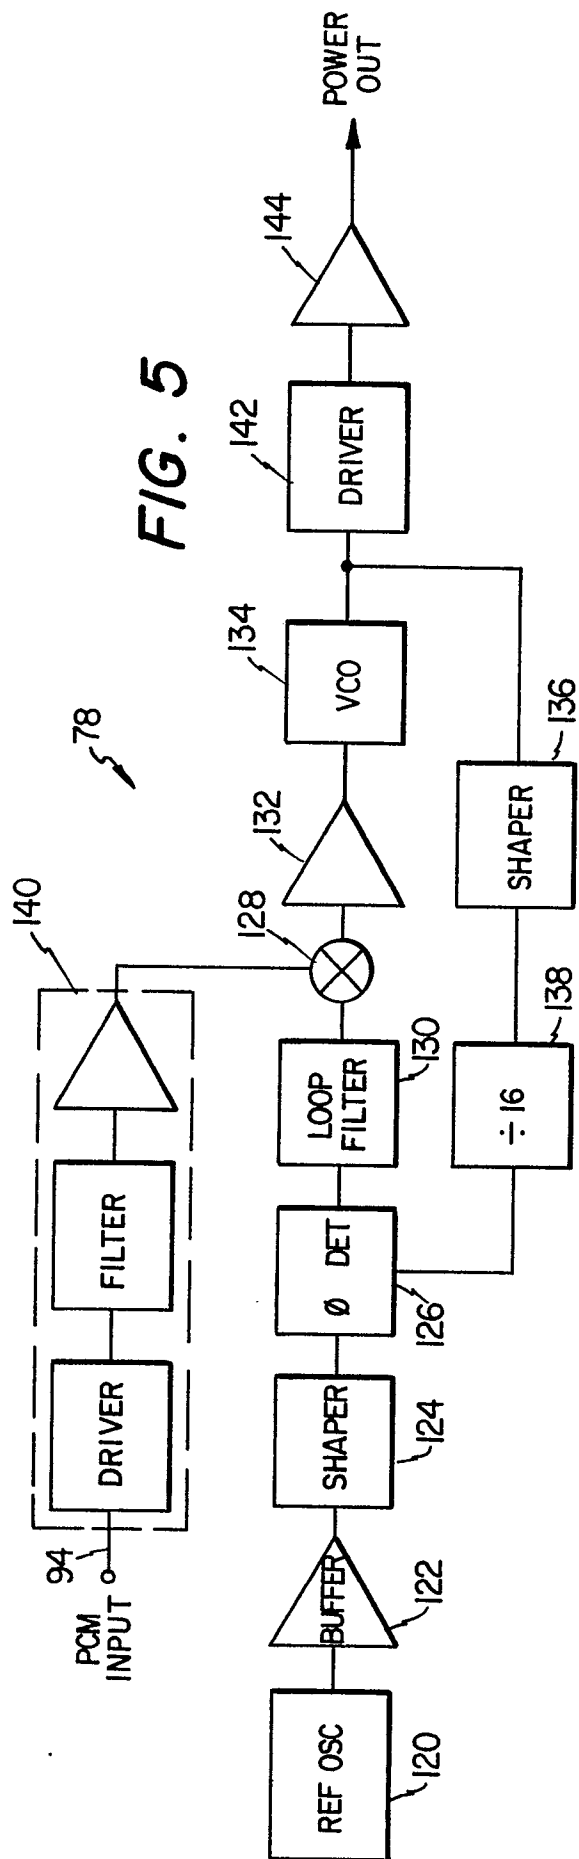 FIG. 5
78
140
94
PCM
INPUT
DRIVER
FILTER
REF OSC
120
BUFFER
122
SHAPER
124
Ø DET
126
LOOP
FILTER
130
128
132
VCO
134
DRIVER
142
144
POWER
OUT
SHAPER
136
÷16
138